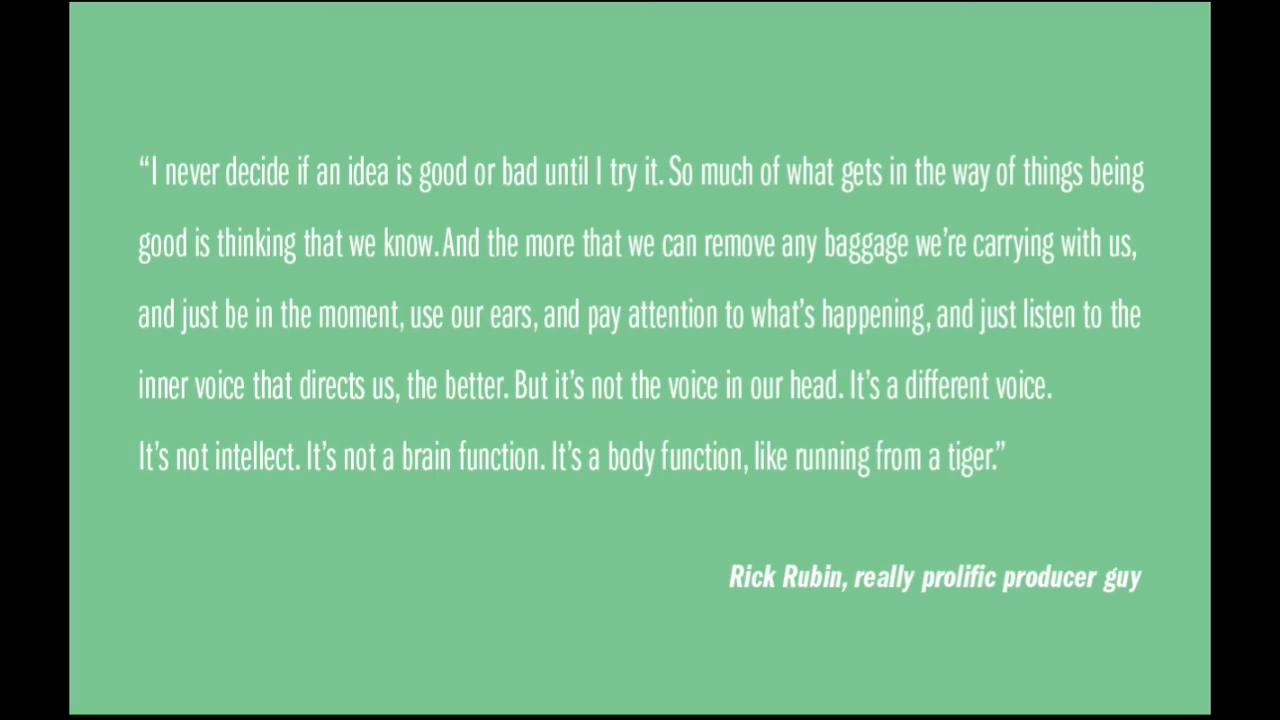 “I never decide if an idea is good or bad until I try it. So much of what gets in the way of things being
good is thinking that we know. And the more that we can remove any baggage we’re carrying with us,
and just be in the moment, use our ears, and pay attention to what’s happening, and just listen to the
inner voice that directs us, the better. But it’s not the voice in our head. It’s a different voice.
It’s not intellect. It’s not a brain function. It’s a body function, like running from a tiger.”
Rick Rubin, really prolific producer guy